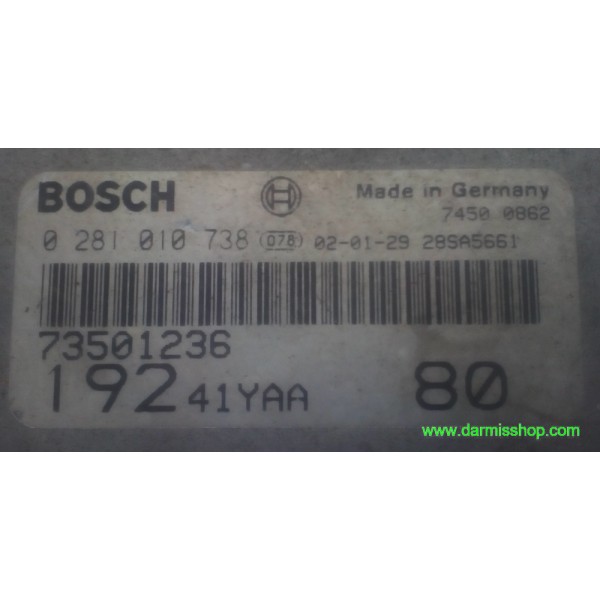 BOSCH Made in Germany
7450 0862
0 281 010 738 078 02-01-29 28SA5661
73501236
192 41YAA 80
www.darmisshop.com